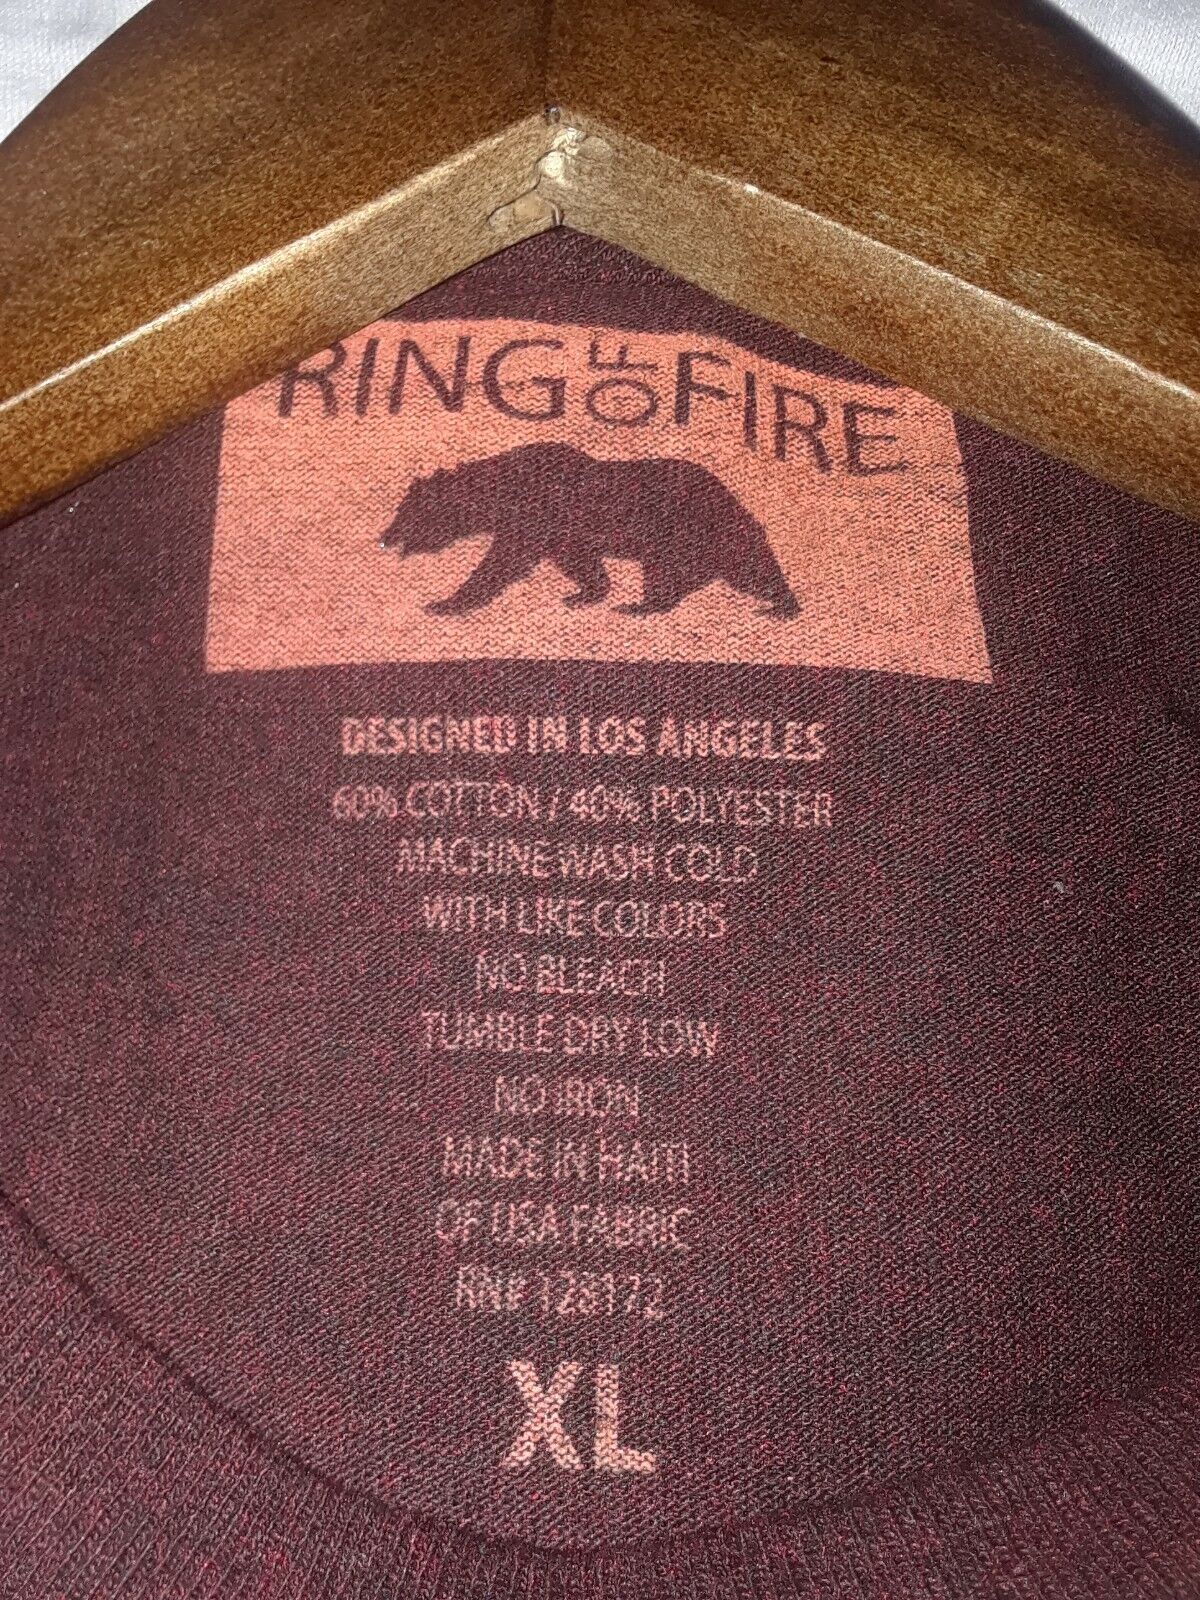 RING OF FIRE
DESIGNED IN LOS ANGELES
60% COTTON / 40% POLYESTER
MACHINE WASH COLD
WITH LIKE COLORS
NO BLEACH
TUMBLE DRY LOW
NO IRON
MADE IN HAITI
OF USA FABRIC
RN# 128172
XL